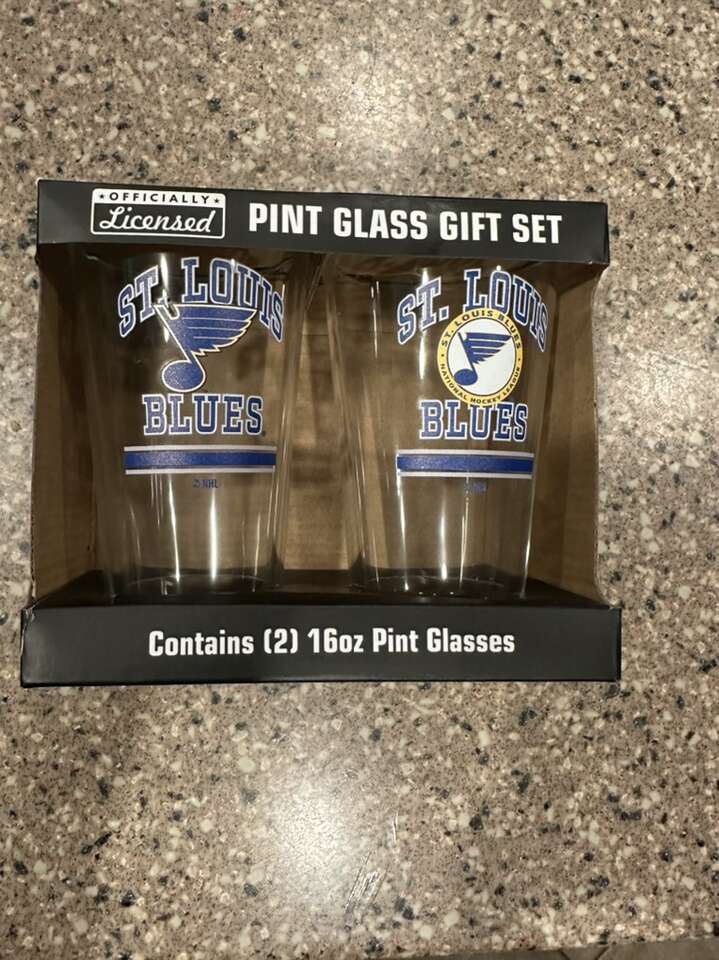 ★ OFFICIALLY ★
Licensed
PINT GLASS GIFT SET
ST. LOUIS
BLUES
© NHL
ST. LOUIS
ST. LOUIS BLUES
NATIONAL HOCKEY LEAGUE
BLUES
Contains (2) 16oz Pint Glasses